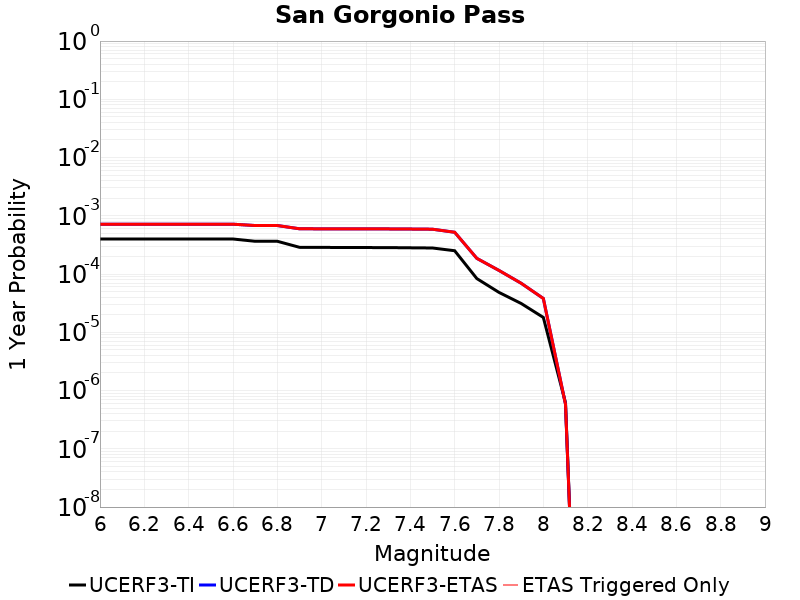 San Gorgonio Pass
10^0
10^-1
10^-2
10^-3
10^-4
10^-5
10^-6
10^-7
10^-8
1 Year Probability
6 6.2 6.4 6.6 6.8 7 7.2 7.4 7.6 7.8 8 8.2 8.4 8.6 8.8 9
Magnitude
UCERF3-TI UCERF3-TD UCERF3-ETAS ETAS Triggered Only